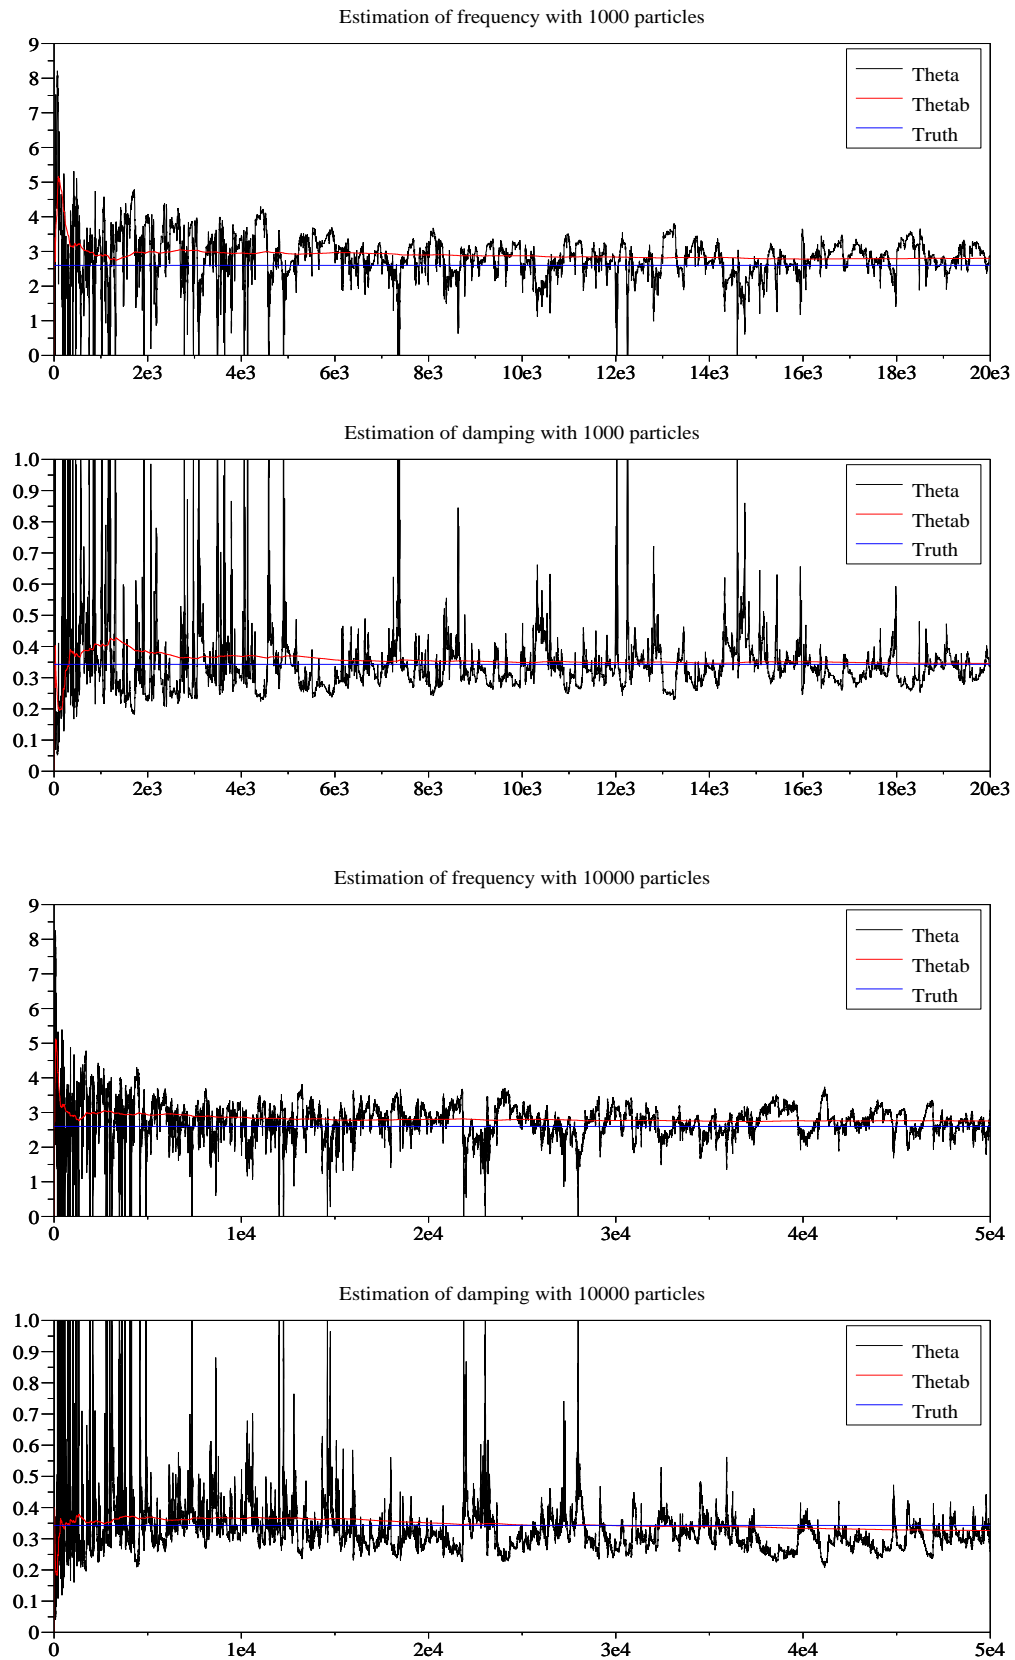 Estimation of frequency with 1000 particles
9
8
7
6
5
4
3
2
1
0
0 2e3 4e3 6e3 8e3 10e3 12e3 14e3 16e3 18e3 20e3
Theta
Thetab
Truth
Estimation of damping with 1000 particles
1.0
0.9
0.8
0.7
0.6
0.5
0.4
0.3
0.2
0.1
0
0 2e3 4e3 6e3 8e3 10e3 12e3 14e3 16e3 18e3 20e3
Theta
Thetab
Truth
Estimation of frequency with 10000 particles
9
8
7
6
5
4
3
2
1
0
0 1e4 2e4 3e4 4e4 5e4
Theta
Thetab
Truth
Estimation of damping with 10000 particles
1.0
0.9
0.8
0.7
0.6
0.5
0.4
0.3
0.2
0.1
0
0 1e4 2e4 3e4 4e4 5e4
Theta
Thetab
Truth